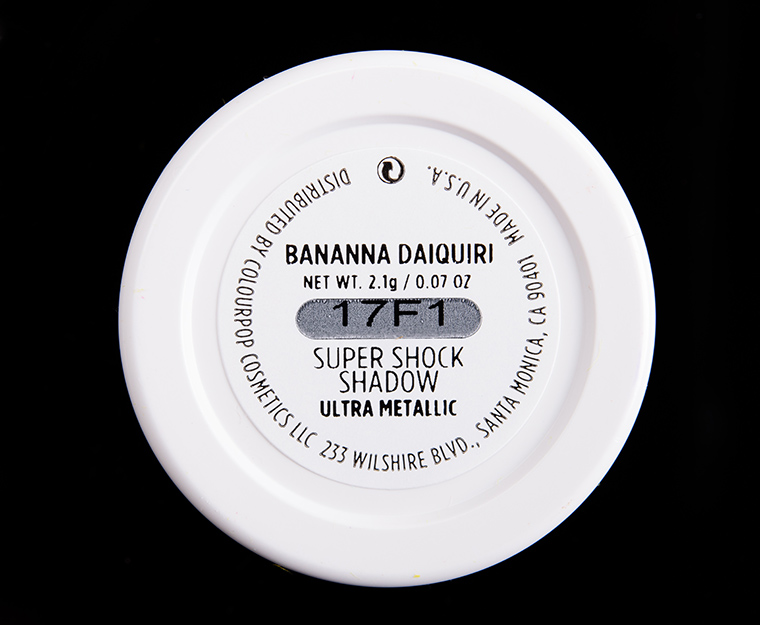 BANANNA DAIQUIRI
NET WT. 2.1g / 0.07 OZ
17F1
SUPER SHOCK
SHADOW
ULTRA METALLIC
DISTRIBUTED BY COLOURPOP COSMETICS LLC 233 WILSHIRE BLVD., SANTA MONICA, CA 90401 MADE IN U.S.A.